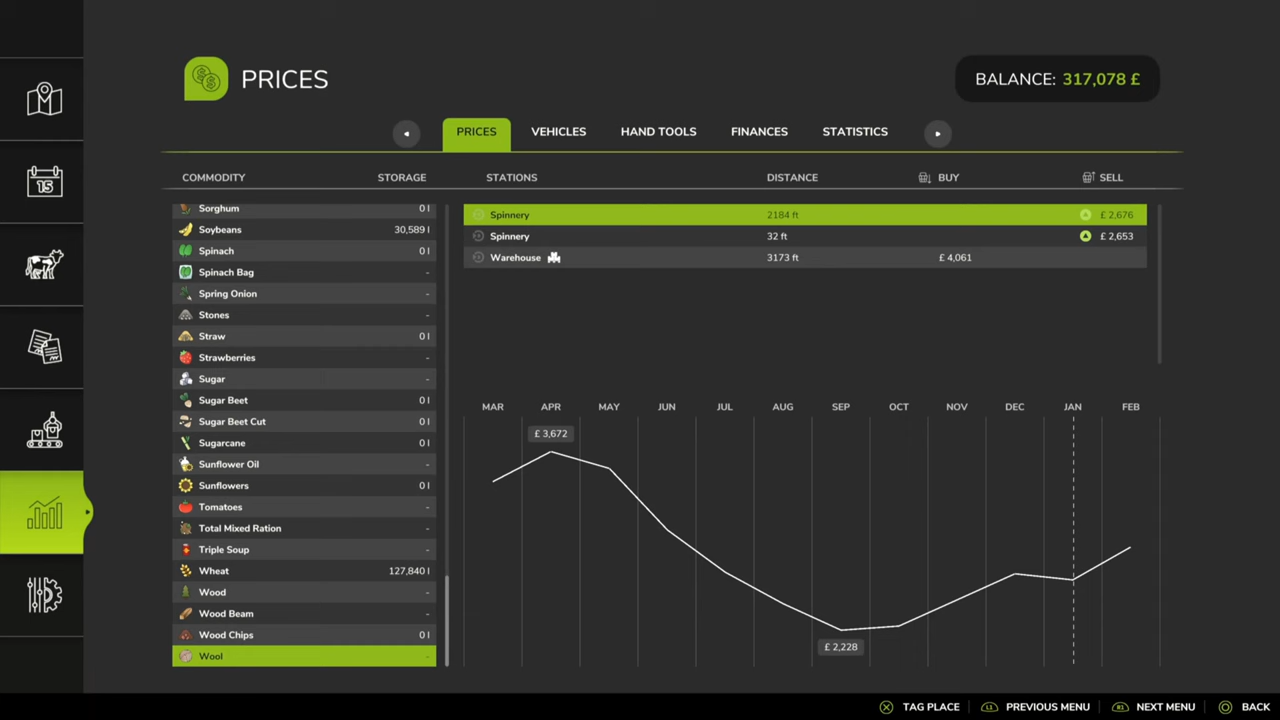 PRICES
BALANCE: 317,078 £
15
PRICES VEHICLES HAND TOOLS FINANCES STATISTICS
COMMODITY STORAGE STATIONS DISTANCE BUY SELL
Sorghum 0 l
Soybeans 30,589 l
Spinach 0 l
Spinach Bag -
Spring Onion -
Stones -
Straw 0 l
Strawberries -
Sugar -
Sugar Beet 0 l
Sugar Beet Cut 0 l
Sugarcane 0 l
Sunflower Oil -
Sunflowers 0 l
Tomatoes -
Total Mixed Ration -
Triple Soup -
Wheat 127,840 l
Wood -
Wood Beam -
Wood Chips 0 l
Wool -
Spinnery 2184 ft £ 2,676
Spinnery 32 ft £ 2,653
Warehouse 3173 ft £ 4,061
MAR APR MAY JUN JUL AUG SEP OCT NOV DEC JAN FEB
£ 3,672
£ 2,228
TAG PLACE L1 PREVIOUS MENU R1 NEXT MENU BACK